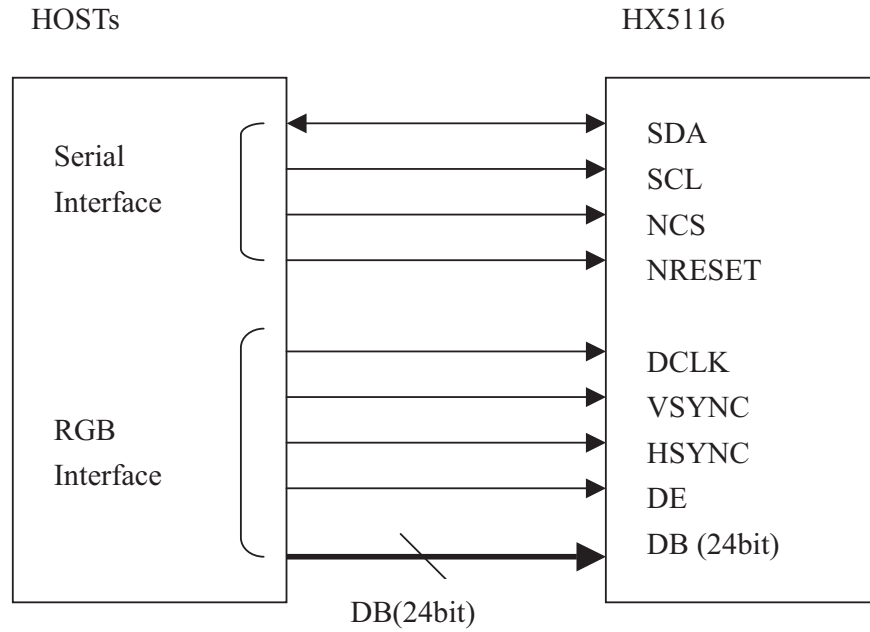 HOSTs
HX5116
Serial
Interface
SDA
SCL
NCS
NRESET
RGB
Interface
DCLK
VSYNC
HSYNC
DE
DB (24bit)
DB(24bit)